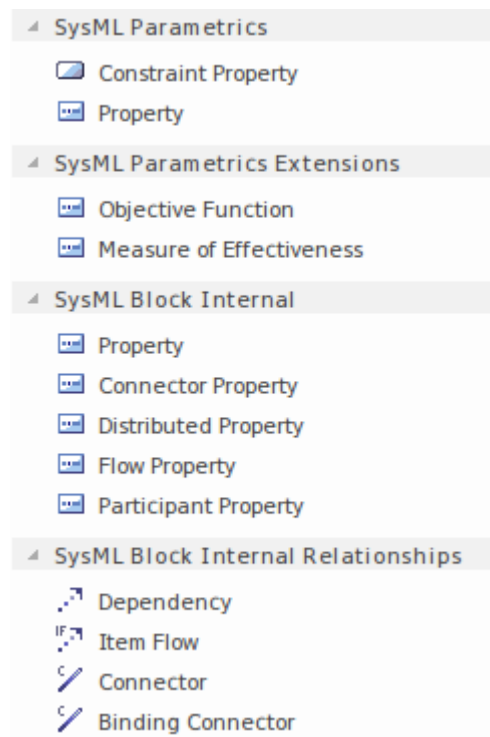 SysML Parametrics
Constraint Property
Property
SysML Parametrics Extensions
Objective Function
Measure of Effectiveness
SysML Block Internal
Property
Connector Property
Distributed Property
Flow Property
Participant Property
SysML Block Internal Relationships
Dependency
IF Item Flow
C Connector
C Binding Connector